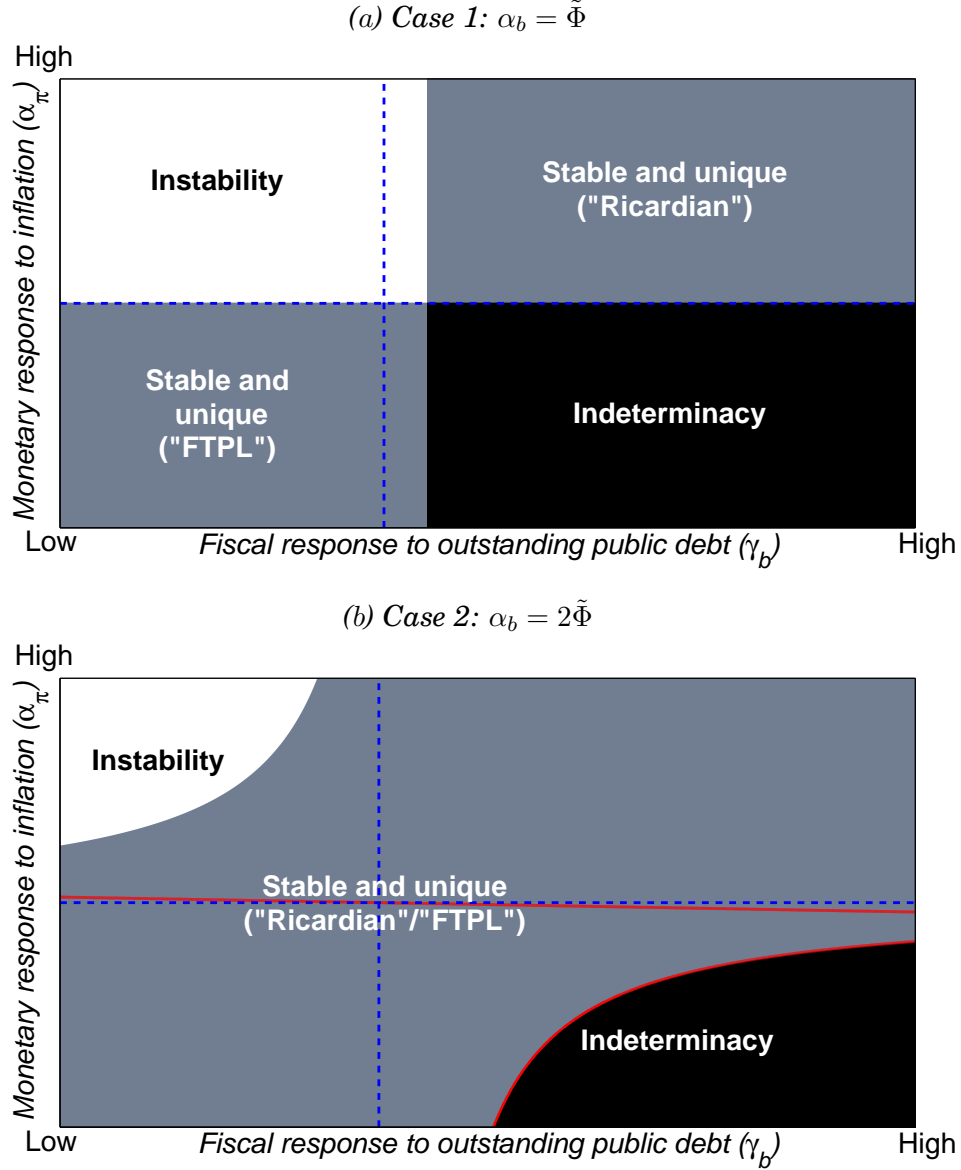 (a) Case 1: α_b = Φ̃
High
Monetary response to inflation (α_π)
Instability
Stable and unique
("Ricardian")
Stable and
unique
("FTPL")
Indeterminacy
Low
Fiscal response to outstanding public debt (γ_b)
High
(b) Case 2: α_b = 2Φ̃
High
Monetary response to inflation (α_π)
Instability
Stable and unique
("Ricardian"/"FTPL")
Indeterminacy
Low
Fiscal response to outstanding public debt (γ_b)
High